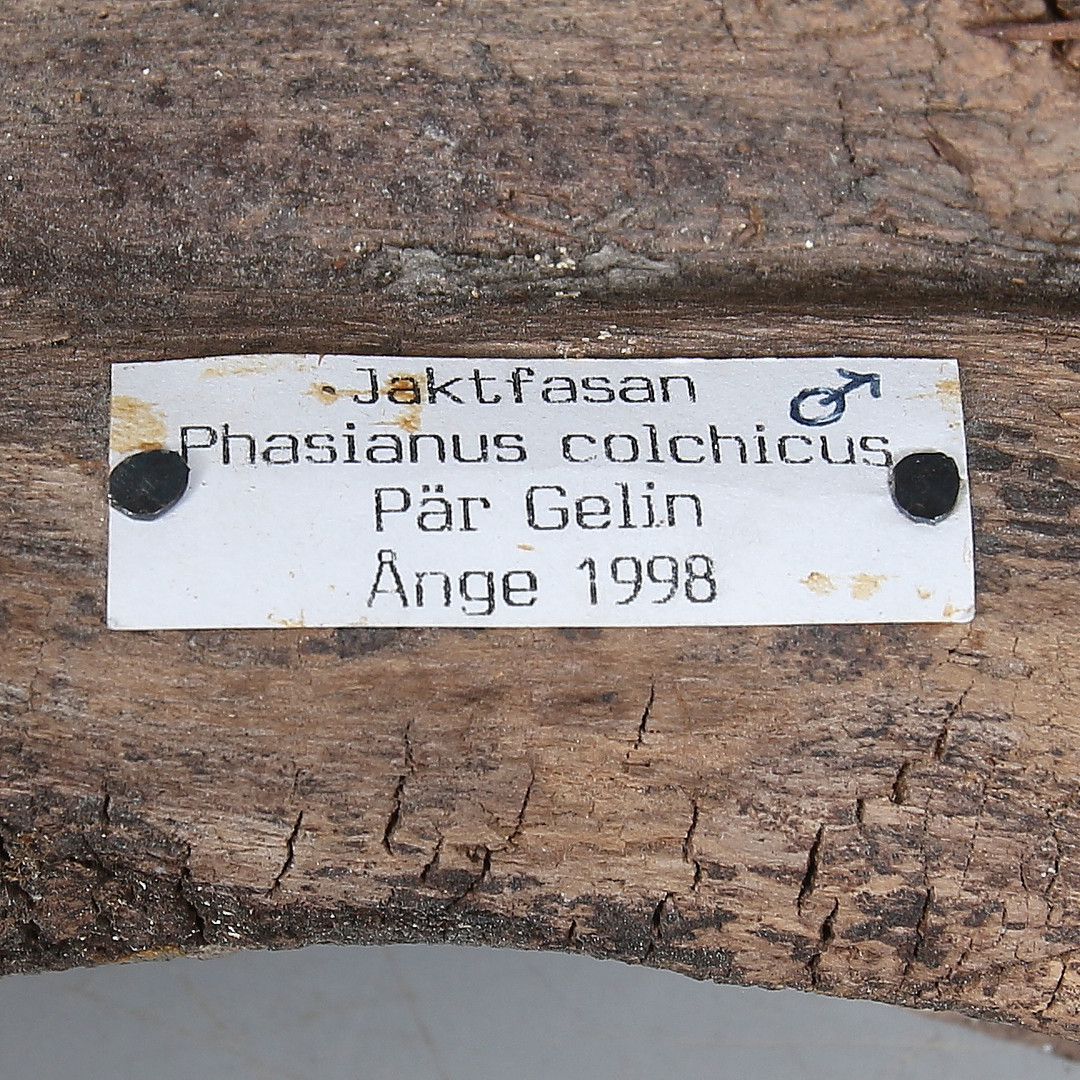 Jaktfasan ♂
Phasianus colchicus
Pär Gelin
Ånge 1998